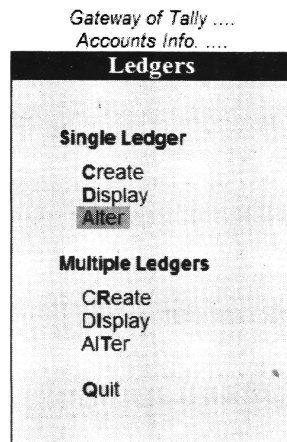 Gateway of Tally ....
Accounts Info. ....
Ledgers
Single Ledger
Create
Display
Alter
Multiple Ledgers
CReate
DIsplay
AlTer
Quit